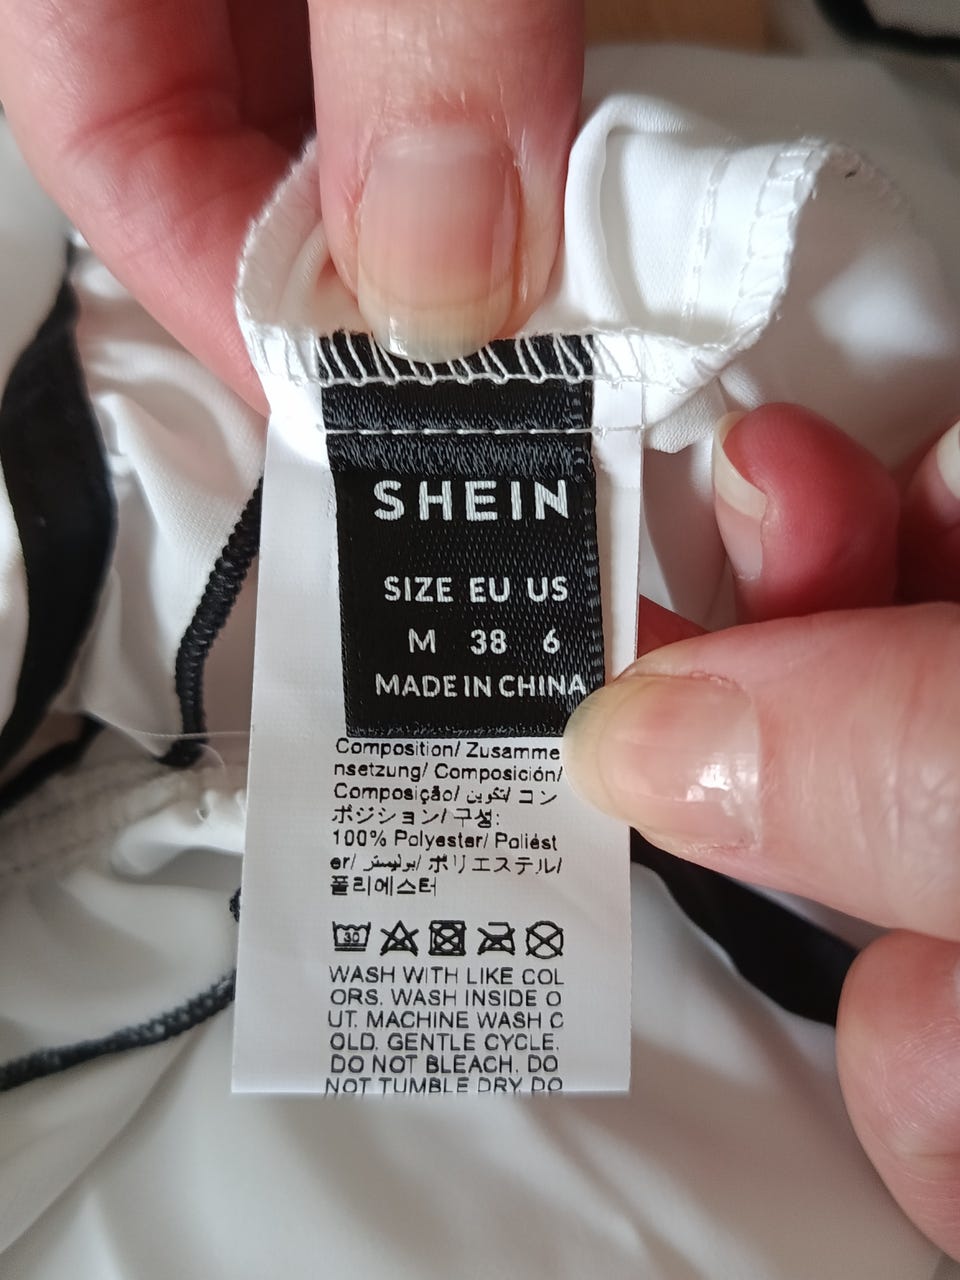 SHEIN
SIZE EU US
M 38 6
MADE IN CHINA
Composition/ Zusamme
nsetzung/ Composición/
Composição/ تكوين/ コン
ポジション/ 구성:
100% Polyester/ Poliést
er/ بوليستر/ ポリエステル/
폴리에스터
30
WASH WITH LIKE COL
ORS. WASH INSIDE O
UT. MACHINE WASH C
OLD. GENTLE CYCLE.
DO NOT BLEACH. DO
NOT TUMBLE DRY. DO